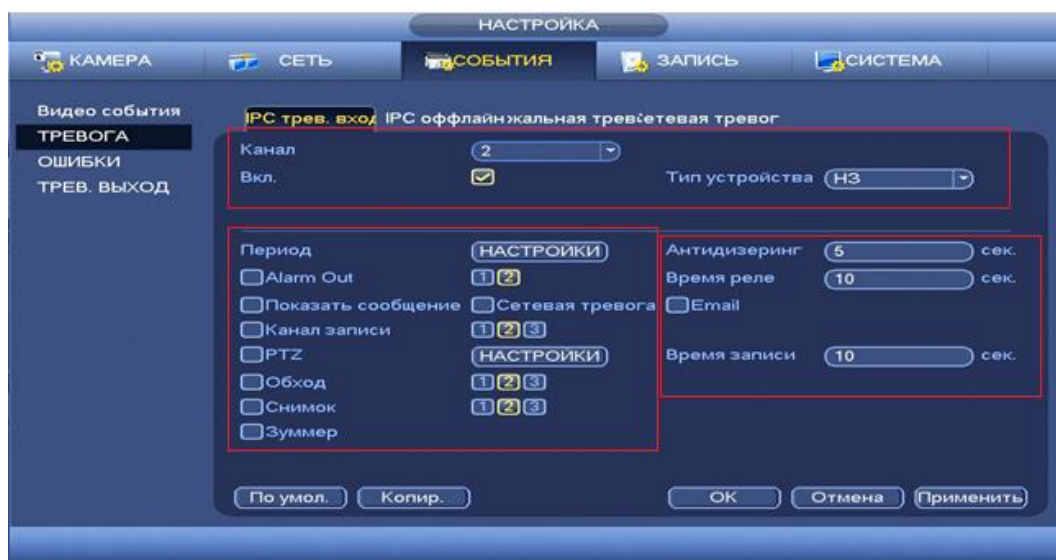 НАСТРОЙКА
КАМЕРА СЕТЬ СОБЫТИЯ ЗАПИСЬ СИСТЕМА
Видео события
ТРЕВОГА
ОШИБКИ
ТРЕВ. ВЫХОД
IPC трев. вход IPC оффлайн жальная трев сетевая тревог
Канал 2
Вкл. Тип устройства НЗ
Период НАСТРОЙКИ Антидизеринг 5 сек.
Alarm Out 1 2 Время реле 10 сек.
Показать сообщение Сетевая тревога Email
Канал записи 1 2 3
PTZ НАСТРОЙКИ Время записи 10 сек.
Обход 1 2 3
Снимок 1 2 3
Зуммер
По умол. Копир. ОК Отмена Применить